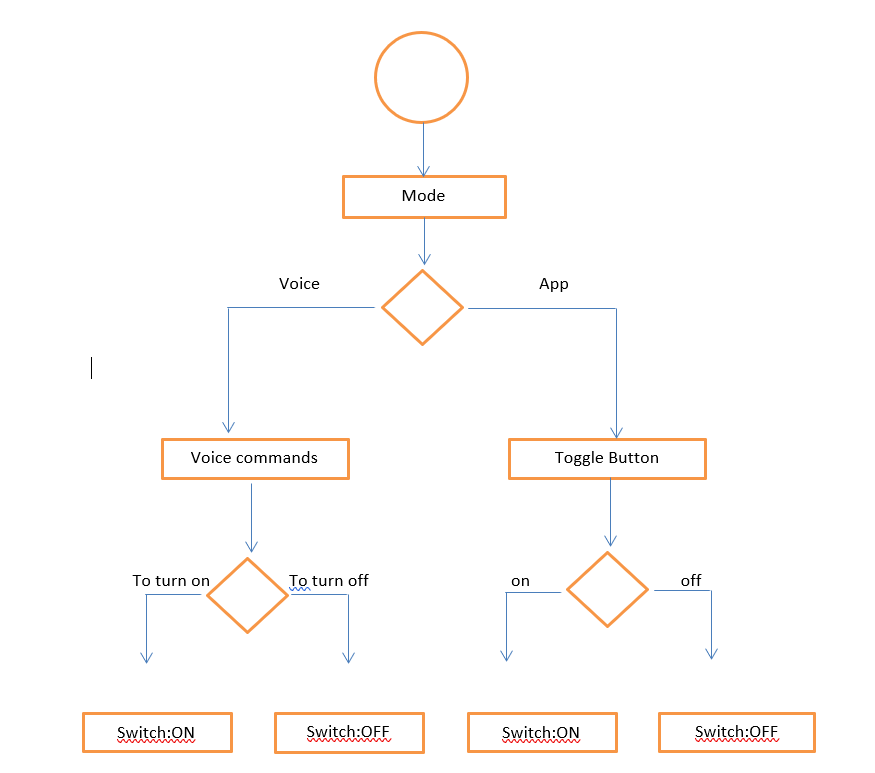 Mode
Voice
App
Voice commands
Toggle Button
To turn on
To turn off
on
off
Switch:ON
Switch:OFF
Switch:ON
Switch:OFF